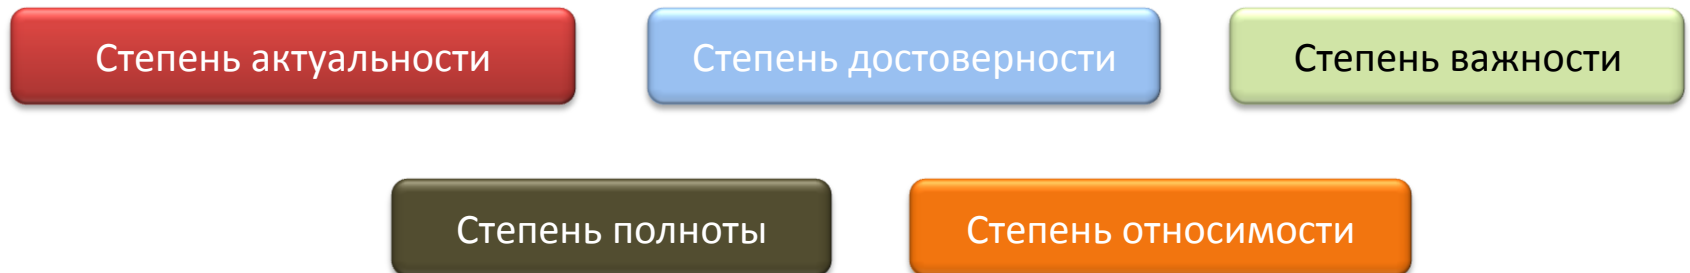 Степень актуальности
Степень достоверности
Степень важности
Степень полноты
Степень относимости